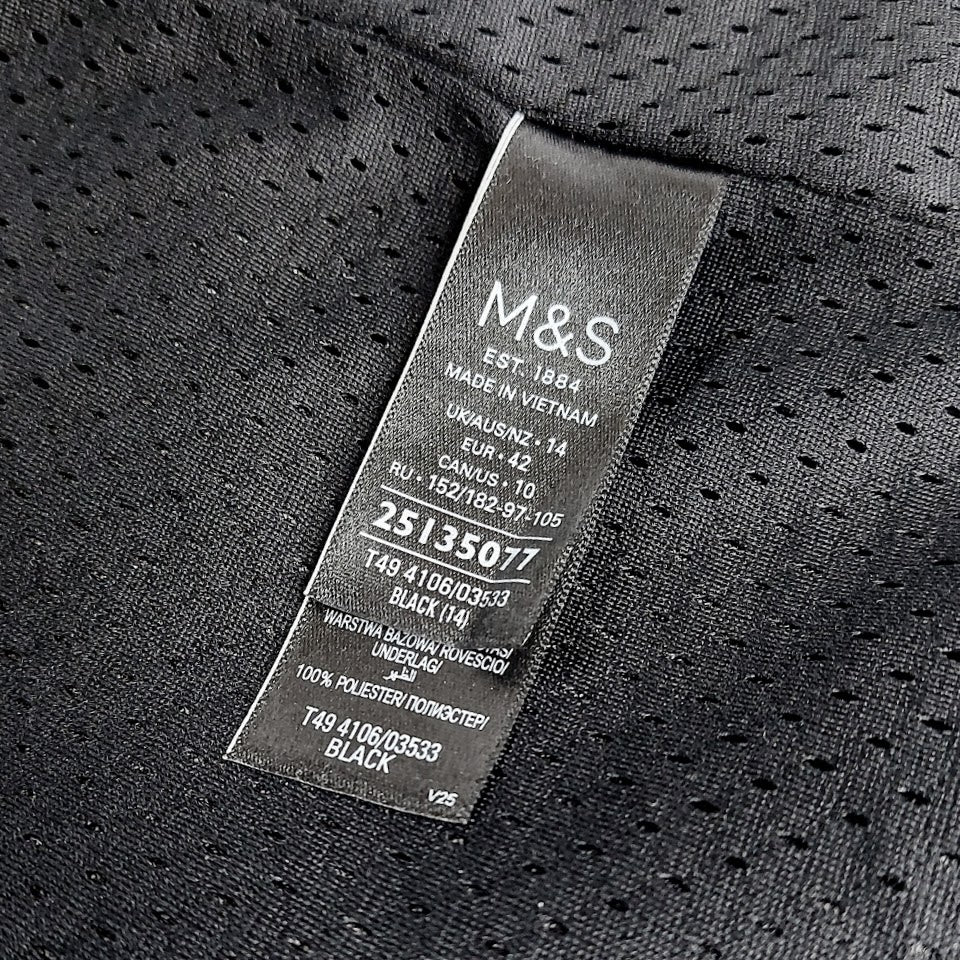 M&S
EST. 1884
MADE IN VIETNAM
UK/AUS/NZ • 14
EUR • 42
CAN/US • 10
RU • 152/182-97-105
25135077
T49 4106/03533
BLACK (14)
WARSTWA BAZOWA/ ROVESCIO/
UNDERLAG/
الظهر
100% POLIESTER/ ПОЛИЭСТЕР/
T49 4106/03533
BLACK
V25